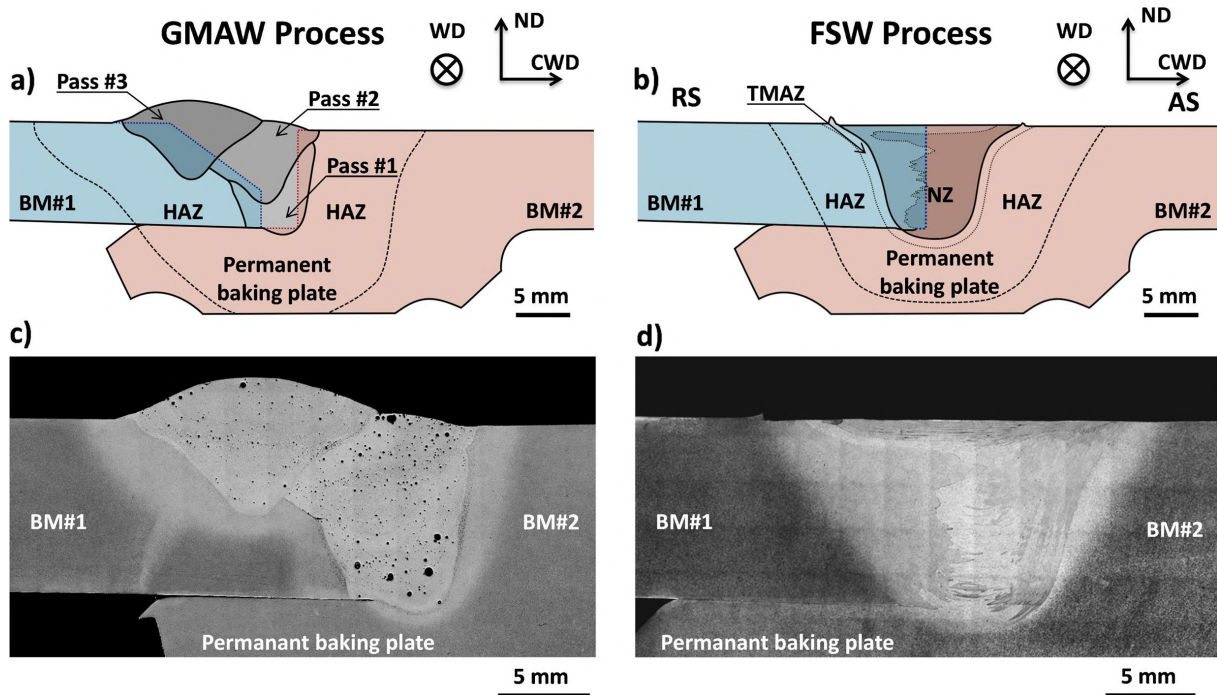 GMAW Process
WD
ND
CWD
a)
Pass #3
Pass #2
Pass #1
BM#1
HAZ
HAZ
BM#2
Permanent
baking plate
5 mm
FSW Process
WD
ND
CWD
b)
RS
TMAZ
AS
BM#1
HAZ
NZ
HAZ
BM#2
Permanent
baking plate
5 mm
c)
BM#1
BM#2
Permanant baking plate
5 mm
d)
BM#1
BM#2
Permanant baking plate
5 mm